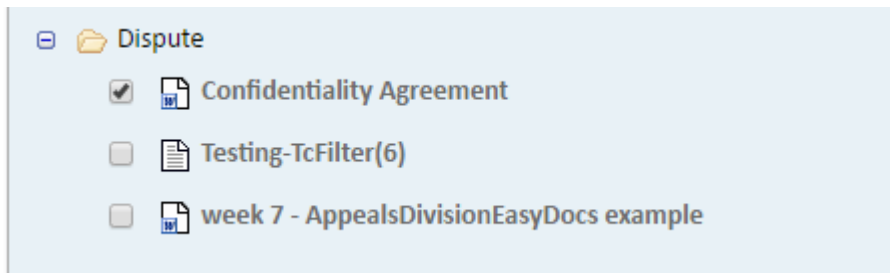 Dispute
Confidentiality Agreement
Testing-TcFilter(6)
week 7 - AppealsDivisionEasyDocs example